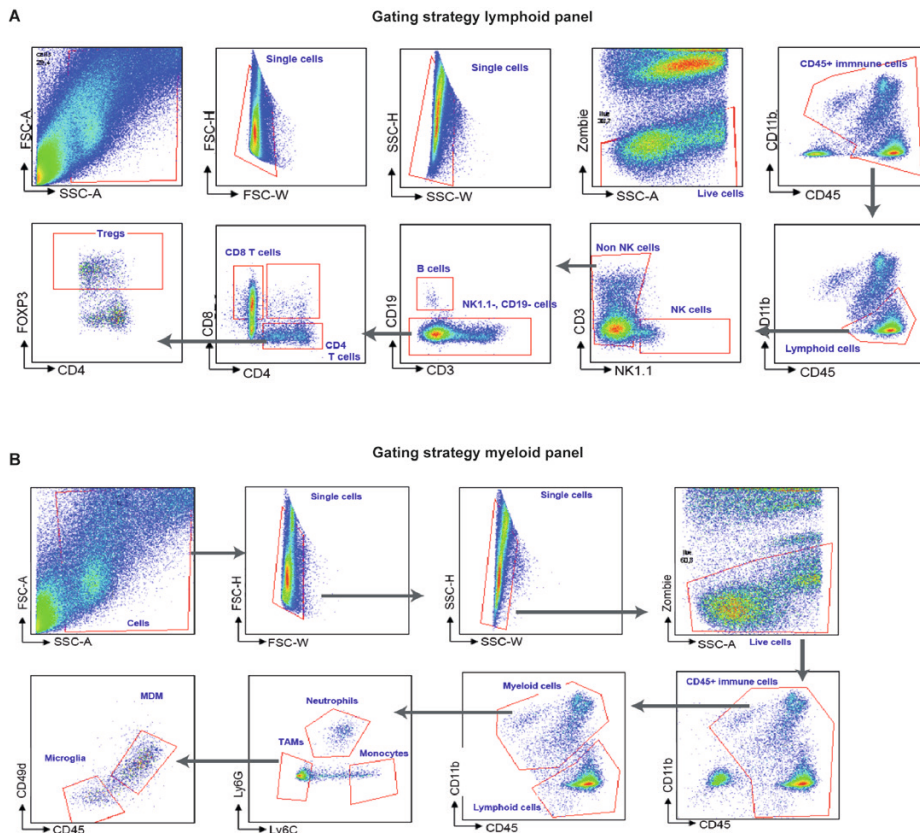 A
Gating strategy lymphoid panel
FSC-A
SSC-A
Single cells
FSC-H
FSC-W
Single cells
SSC-H
SSC-W
Zombie
SSC-A
Live cells
CD45+ immnune cells
CD11b
CD45
Tregs
FOXP3
CD4
CD8 T cells
CD8
CD4
T cells
CD4
B cells
CD19
NK1.1-, CD19- cells
CD3
Non NK cells
CD3
NK cells
NK1.1
CD11b
Lymphoid cells
CD45
B
Gating strategy myeloid panel
FSC-A
Cells
SSC-A
Single cells
FSC-H
FSC-W
Single cells
SSC-H
SSC-W
Zombie
SSC-A
Live cells
MDM
Microglia
CD49d
CD45
Neutrophils
TAMs
Monocytes
Ly6G
Ly6C
Myeloid cells
CD11b
Lymphoid cells
CD45
CD45+ immune cells
CD11b
CD45